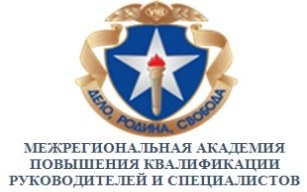 ДЕЛО, РОДИНА, СВОБОДА
МЕЖРЕГИОНАЛЬНАЯ АКАДЕМИЯ
ПОВЫШЕНИЯ КВАЛИФИКАЦИИ
РУКОВОДИТЕЛЕЙ И СПЕЦИАЛИСТОВ